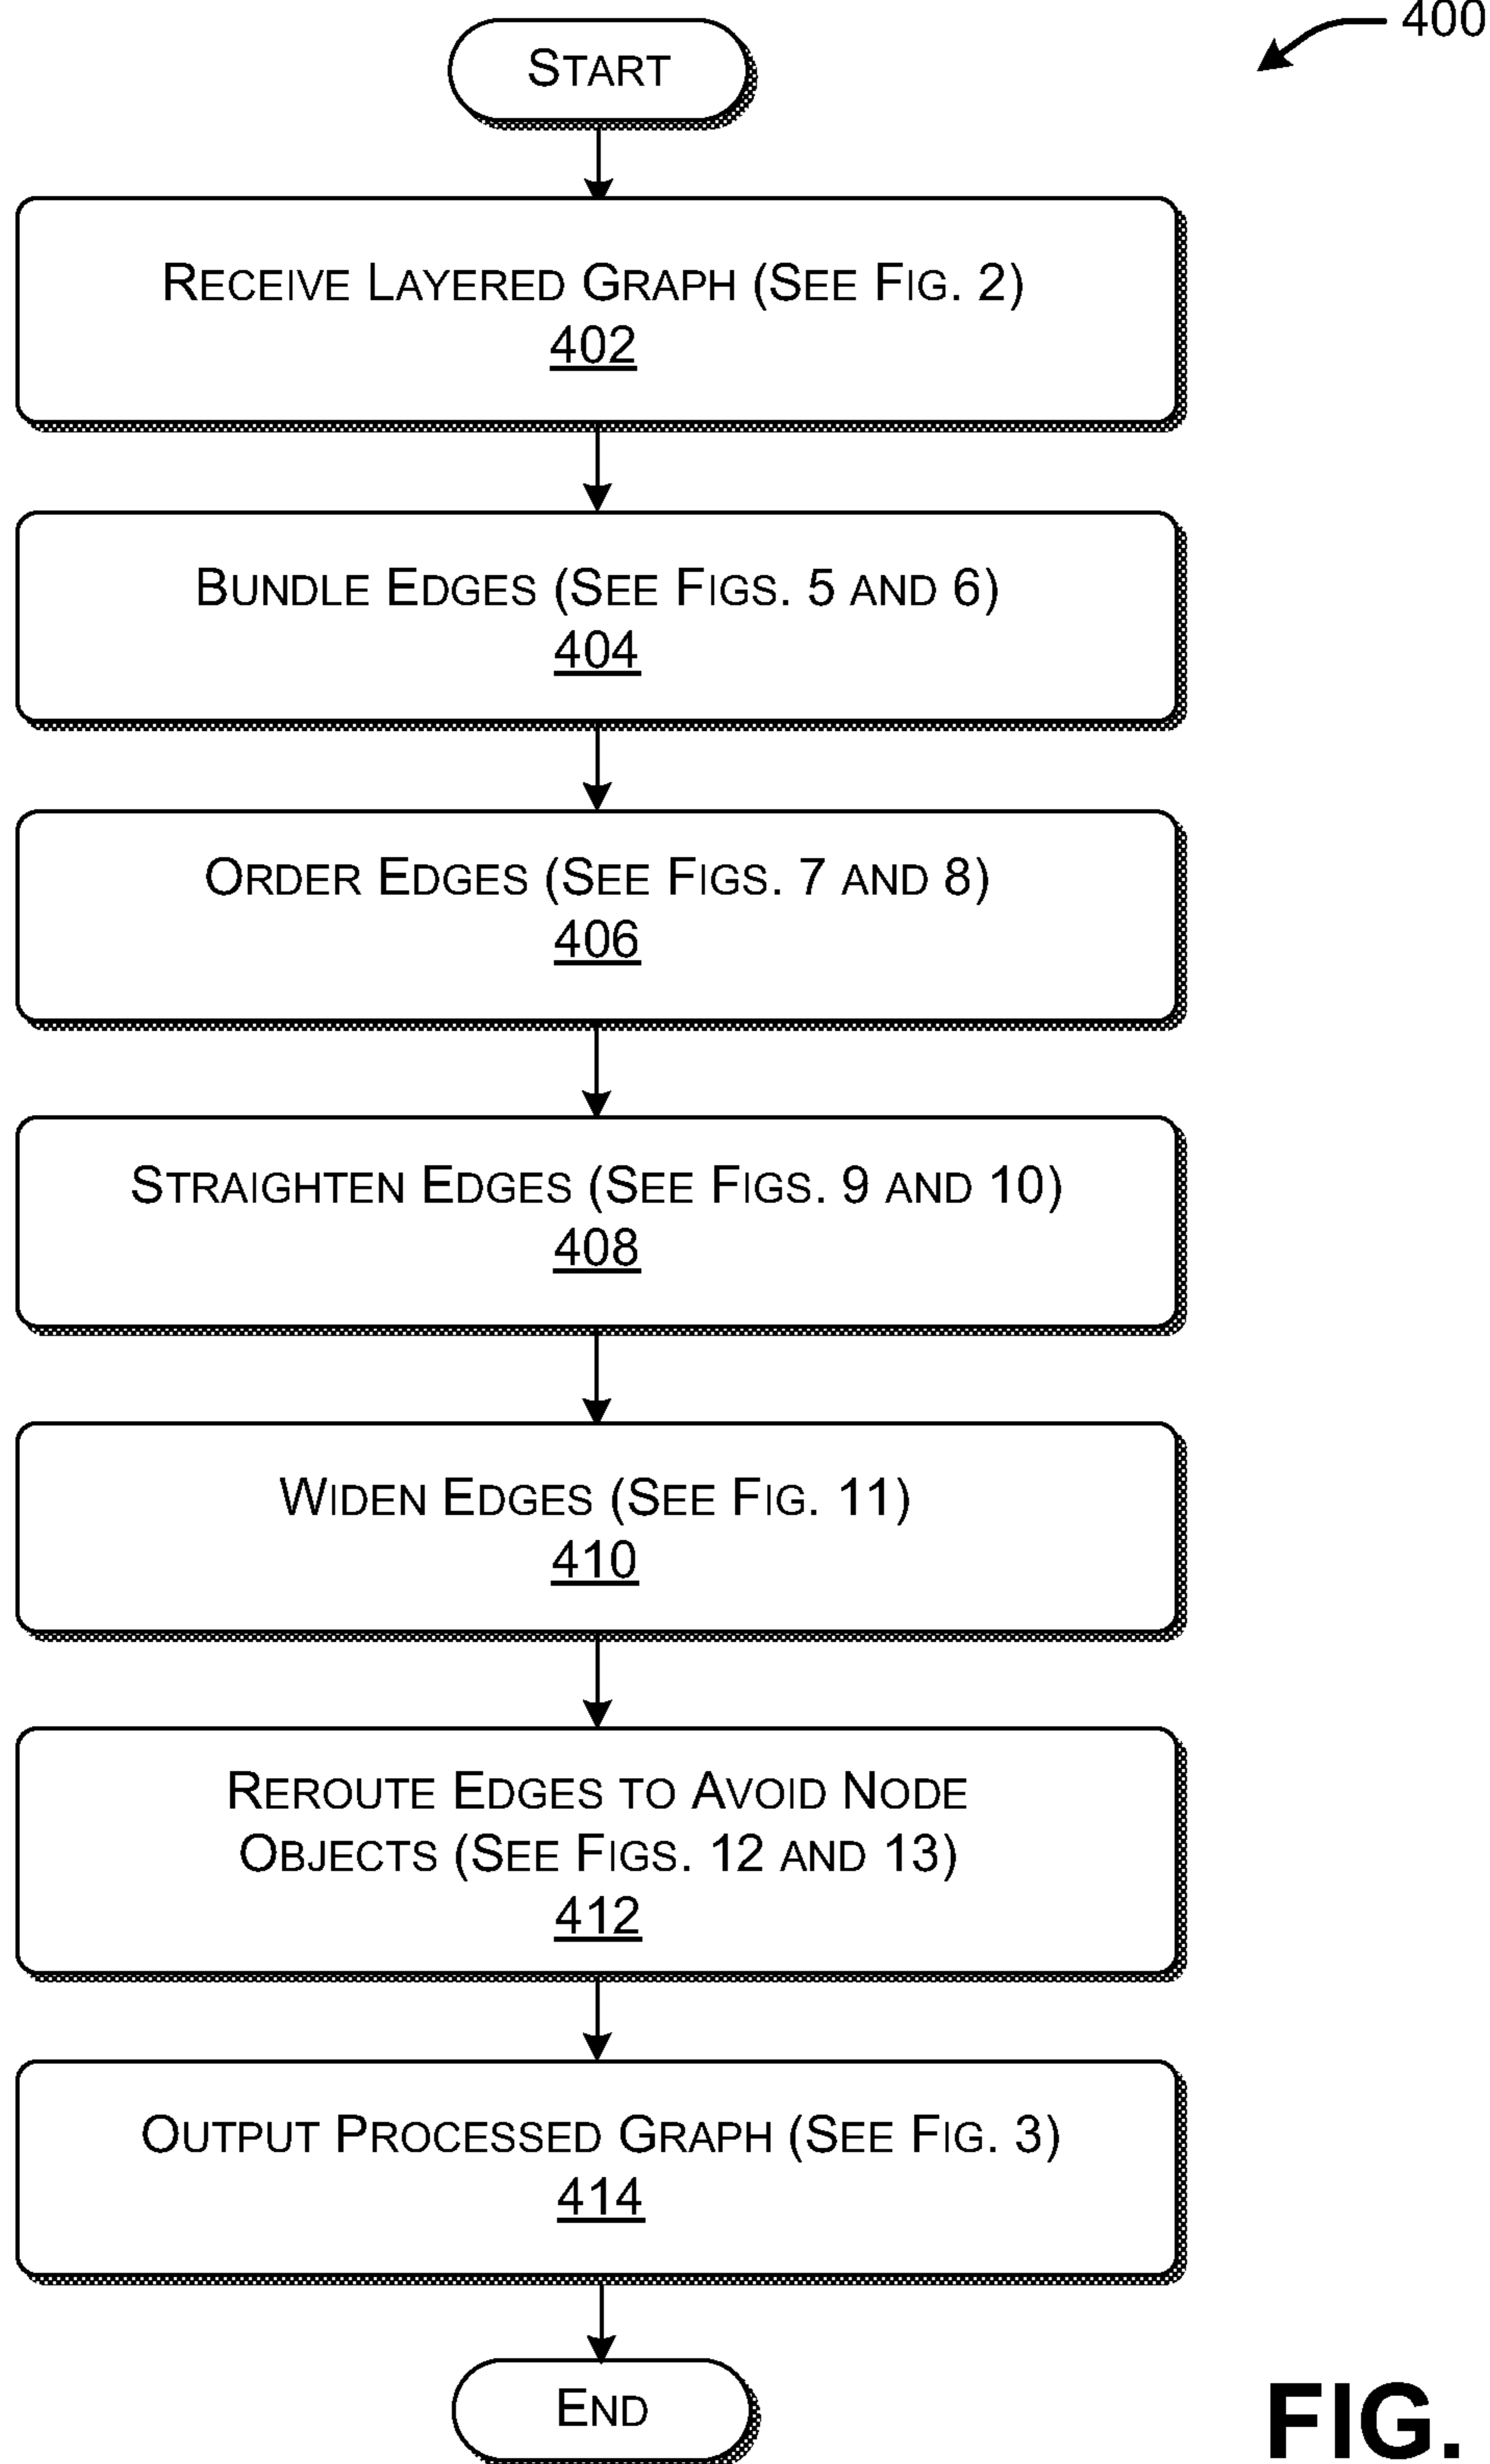 400
START
RECEIVE LAYERED GRAPH (SEE FIG. 2)
402
BUNDLE EDGES (SEE FIGS. 5 AND 6)
404
ORDER EDGES (SEE FIGS. 7 AND 8)
406
STRAIGHTEN EDGES (SEE FIGS. 9 AND 10)
408
WIDEN EDGES (SEE FIG. 11)
410
REROUTE EDGES TO AVOID NODE
OBJECTS (SEE FIGS. 12 AND 13)
412
OUTPUT PROCESSED GRAPH (SEE FIG. 3)
414
END
FIG.